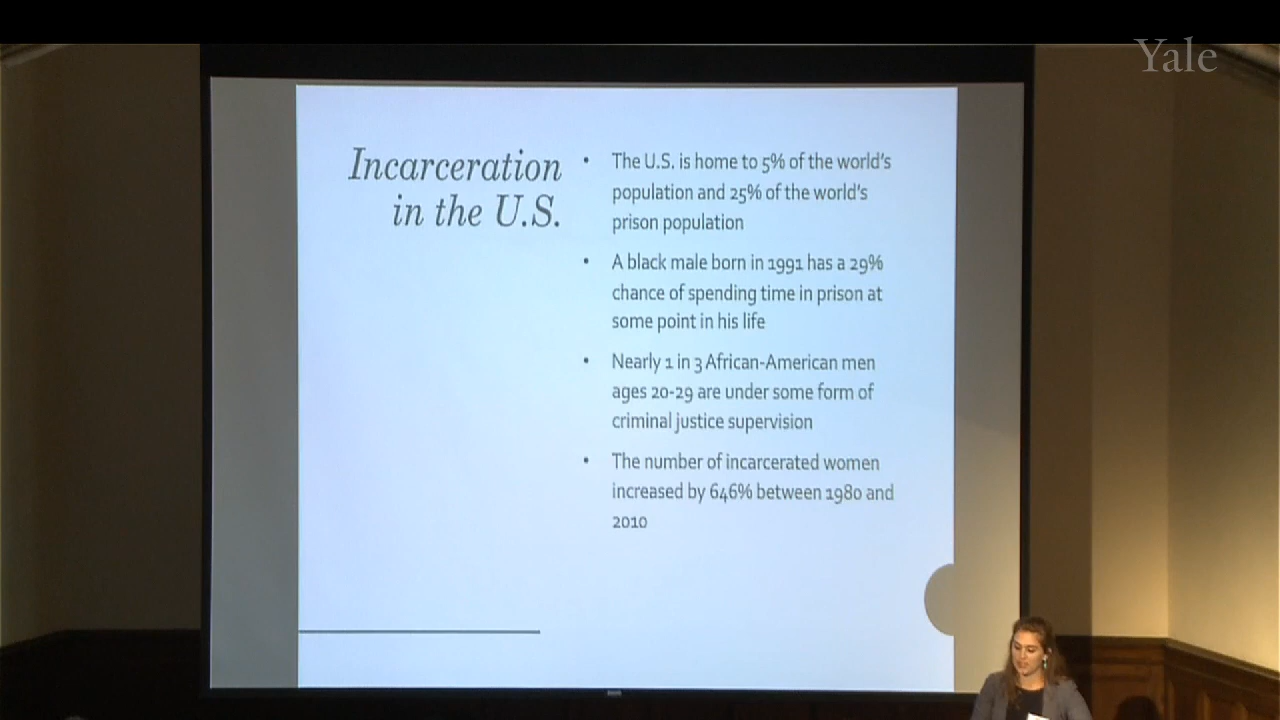 Yale
Incarceration
in the U.S.
• The U.S. is home to 5% of the world's
population and 25% of the world's
prison population
• A black male born in 1991 has a 29%
chance of spending time in prison at
some point in his life
• Nearly 1 in 3 African-American men
ages 20-29 are under some form of
criminal justice supervision
• The number of incarcerated women
increased by 646% between 1980 and
2010